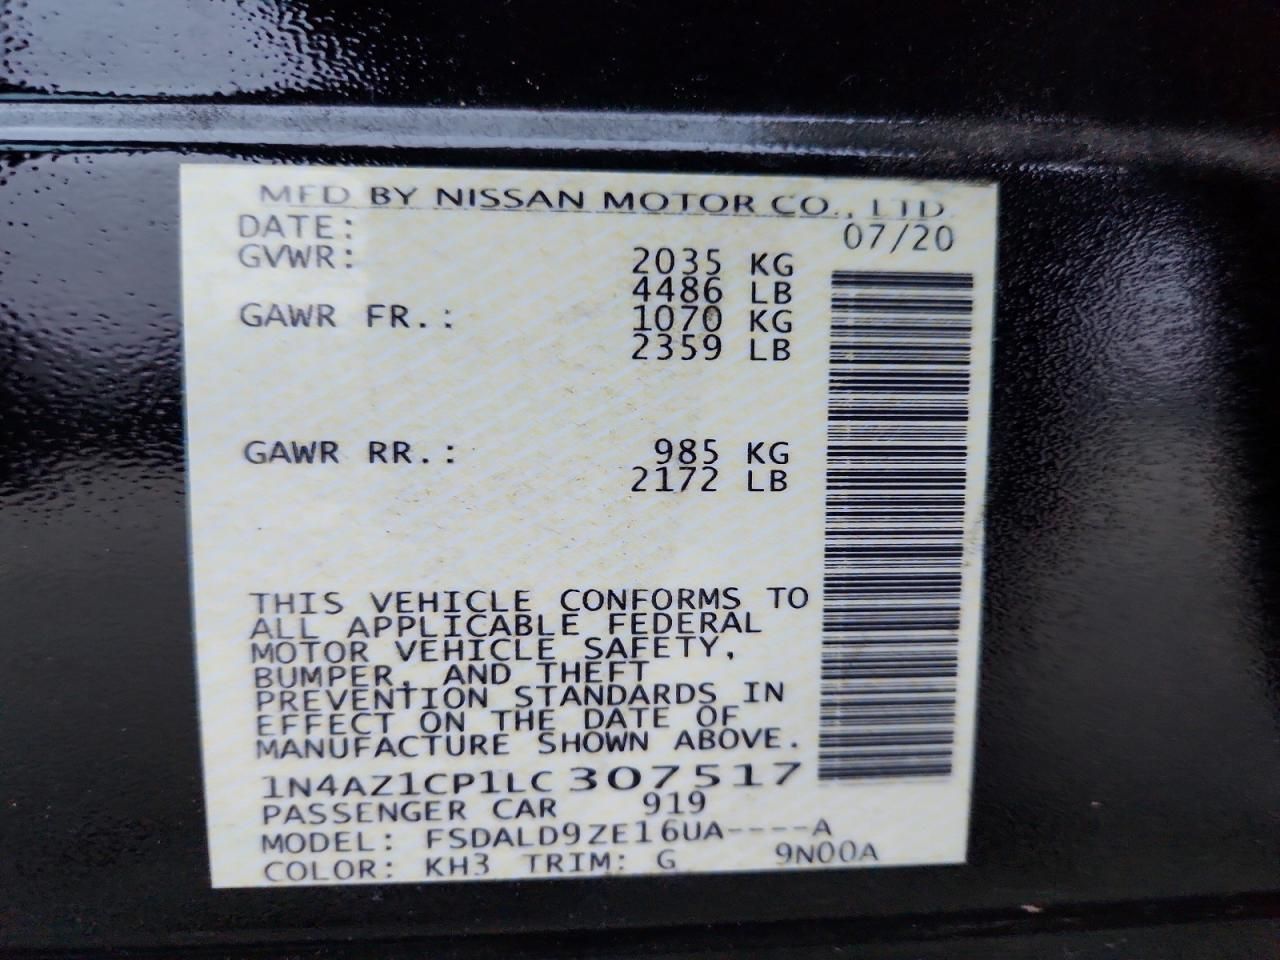 MFD BY NISSAN MOTOR CO., LTD.
DATE: 07/20
GVWR: 2035 KG
4486 LB
GAWR FR.: 1070 KG
2359 LB
GAWR RR.: 985 KG
2172 LB
THIS VEHICLE CONFORMS TO
ALL APPLICABLE FEDERAL
MOTOR VEHICLE SAFETY,
BUMPER, AND THEFT
PREVENTION STANDARDS IN
EFFECT ON THE DATE OF
MANUFACTURE SHOWN ABOVE.
1N4AZ1CP1LC307517
PASSENGER CAR 919
MODEL: FSDALD9ZE16UA----A
COLOR: KH3 TRIM: G 9N00A